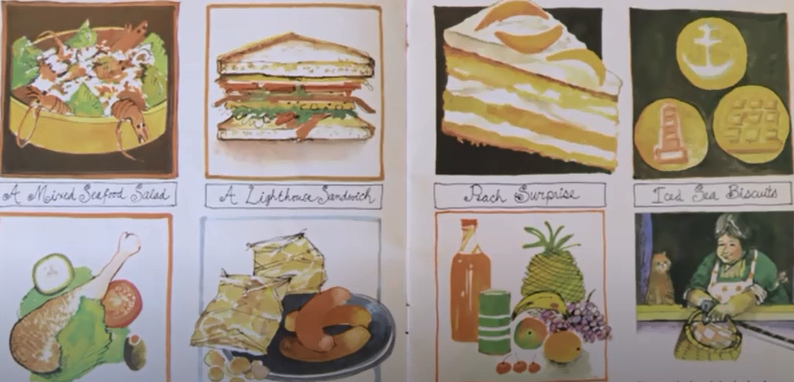 A Mixed Seafood Salad
A Lighthouse Sandwich
Peach Surprise
Iced Sea Biscuits